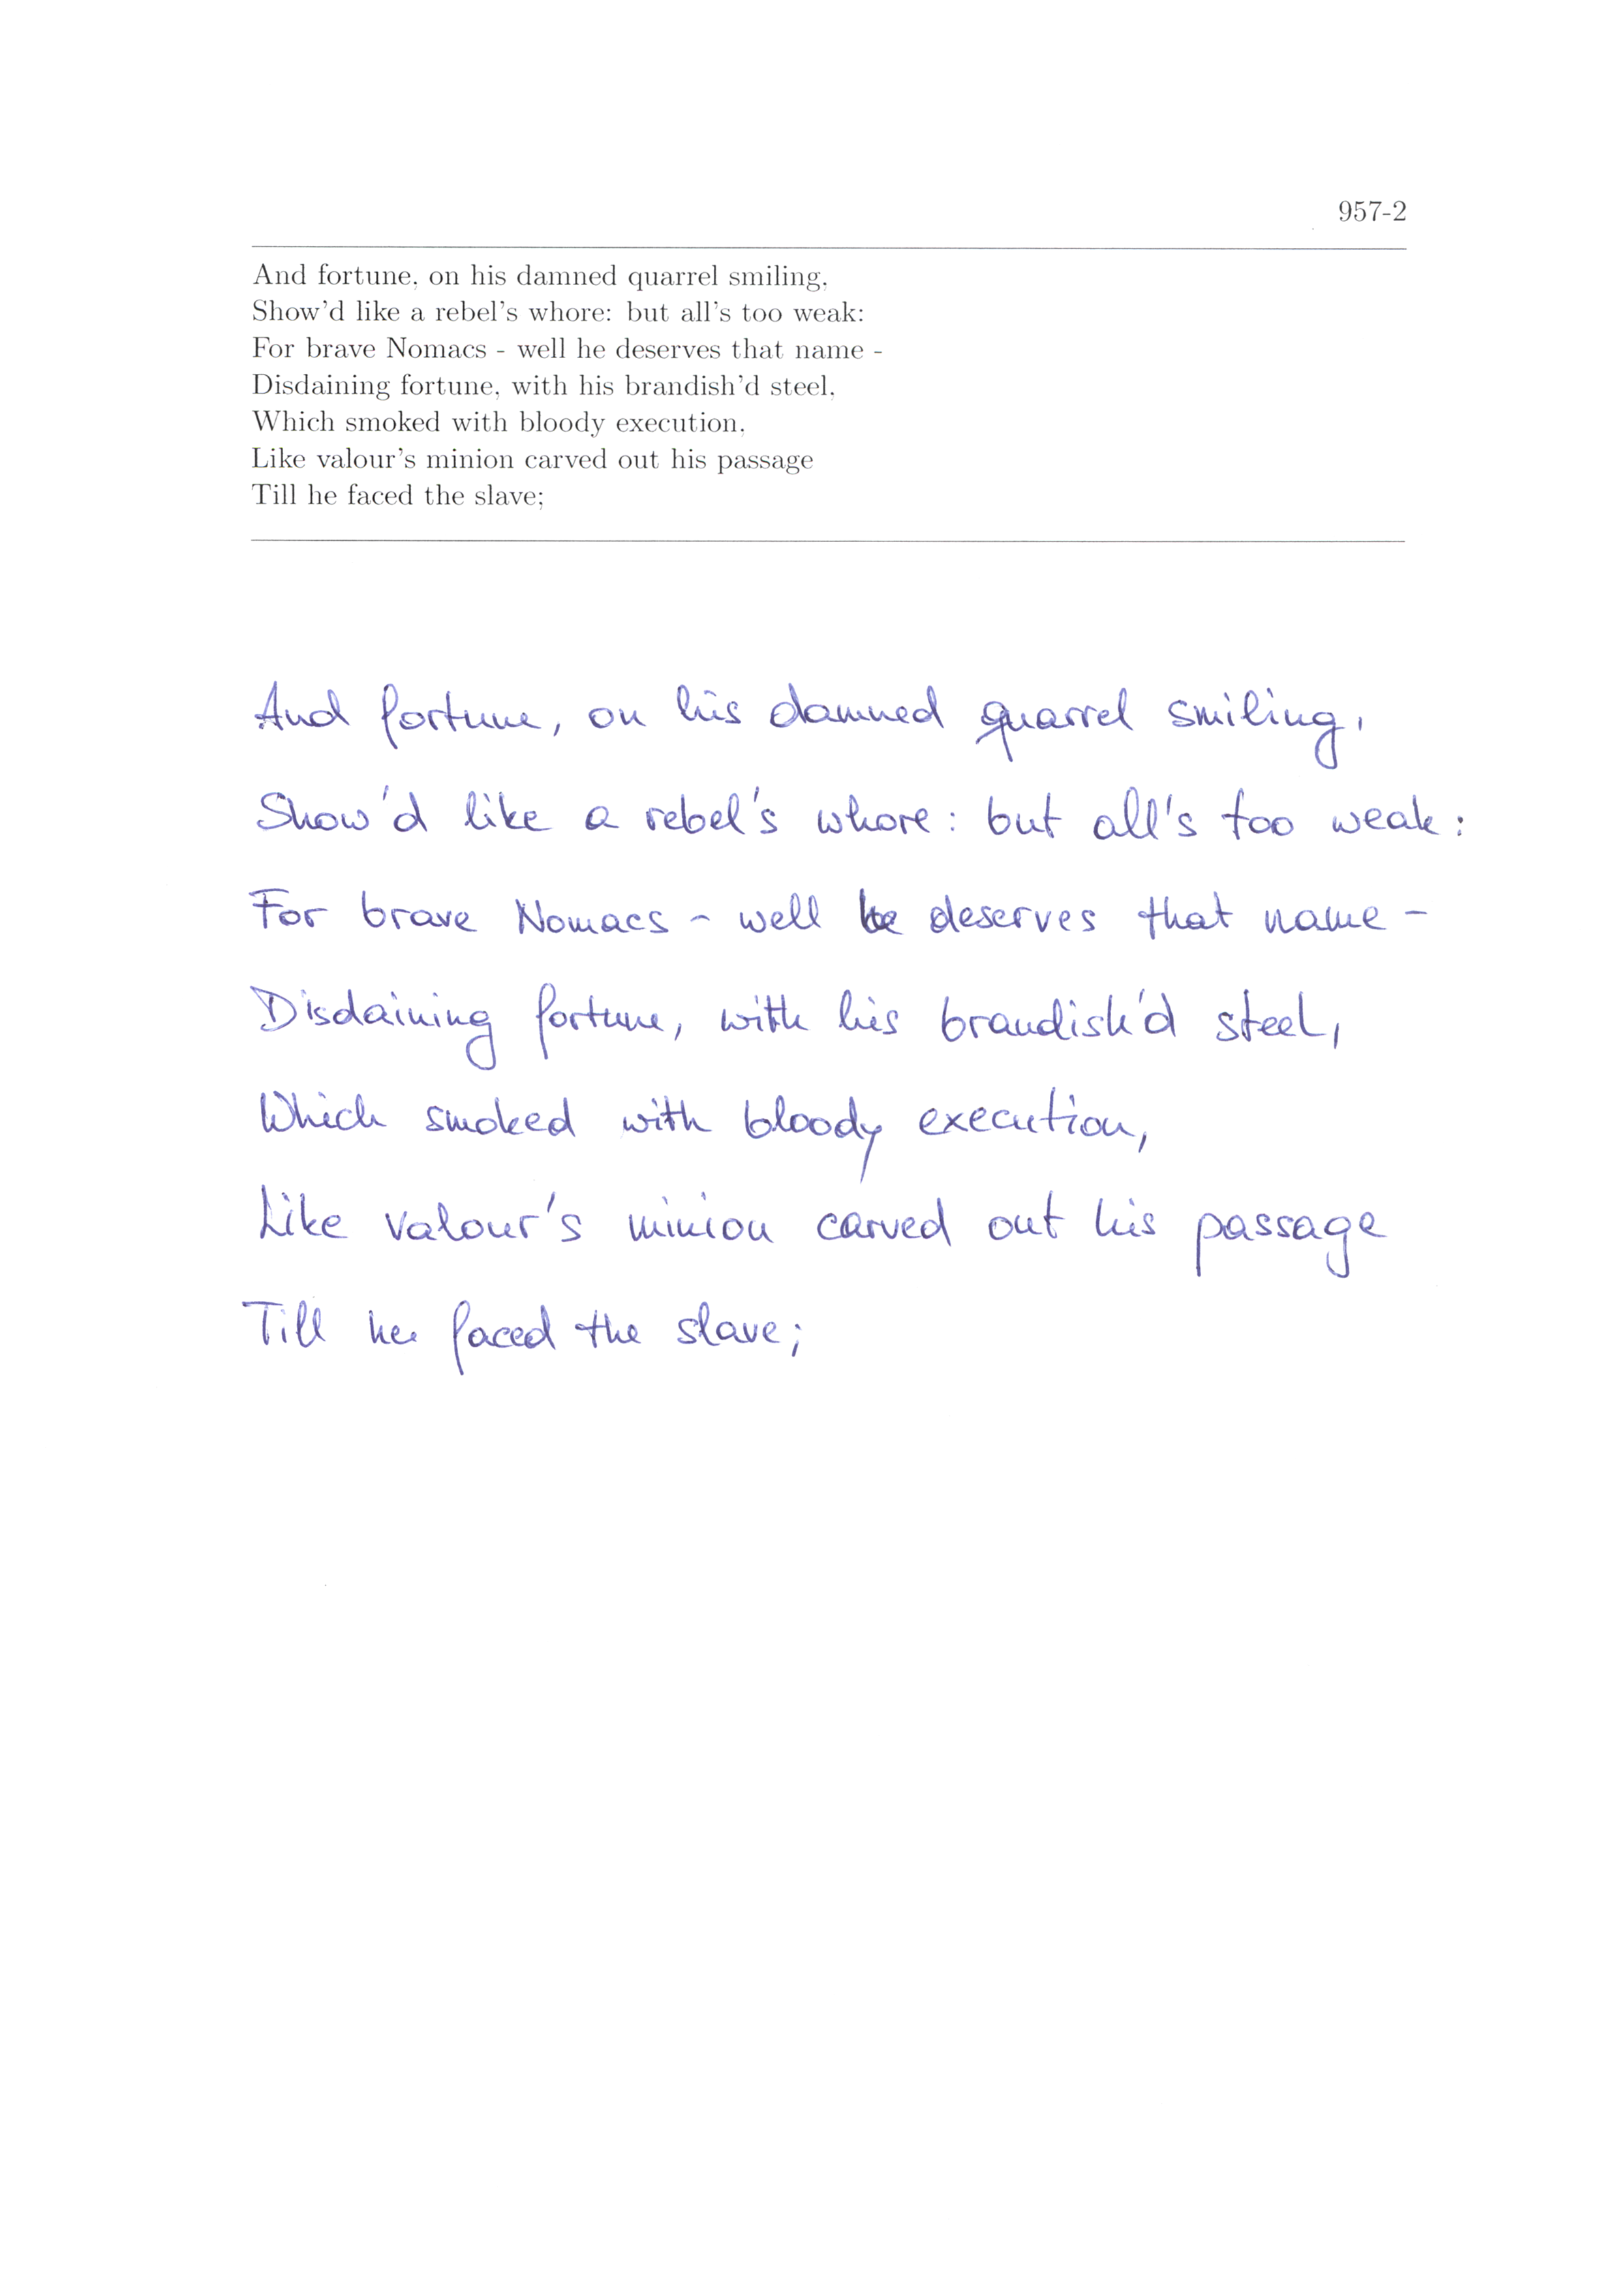 957-2
And fortune, on his damned quarrel smiling,
Show'd like a rebel's whore: but all's too weak:
For brave Nomacs - well he deserves that name -
Disdaining fortune, with his brandish'd steel,
Which smoked with bloody execution,
Like valour's minion carved out his passage
Till he faced the slave;
And fortune, on his damned quarrel smiling,
Show'd like a rebel's whore: but all's too weak:
For brave Nomacs - well he deserves that name -
Disdaining fortune, with his brandish'd steel,
Which smoked with bloody execution,
Like valour's minion carved out his passage
Till he faced the slave;